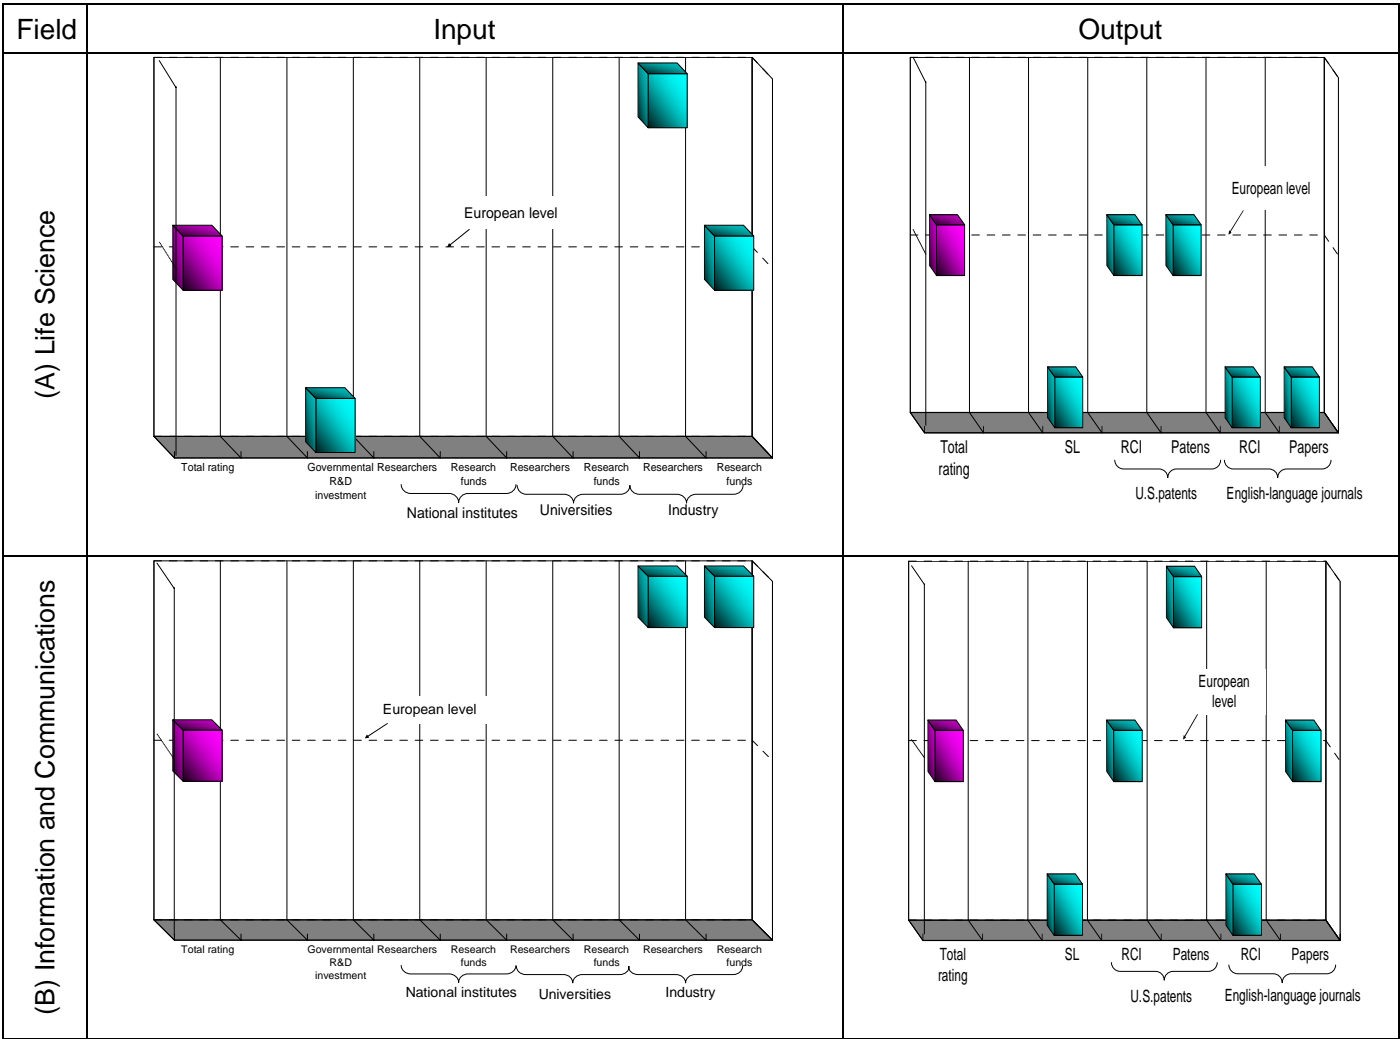 Field
Input
Output
(A) Life Science
European level
Total rating
Governmental R&D investment
Researchers
Research funds
Researchers
Research funds
Researchers
Research funds
National institutes
Universities
Industry
European level
Total rating
SL
RCI
Patens
RCI
Papers
U.S.patents
English-language journals
(B) Information and Communications
European level
Total rating
Governmental R&D investment
Researchers
Research funds
Researchers
Research funds
Researchers
Research funds
National institutes
Universities
Industry
European level
Total rating
SL
RCI
Patens
RCI
Papers
U.S.patents
English-language journals